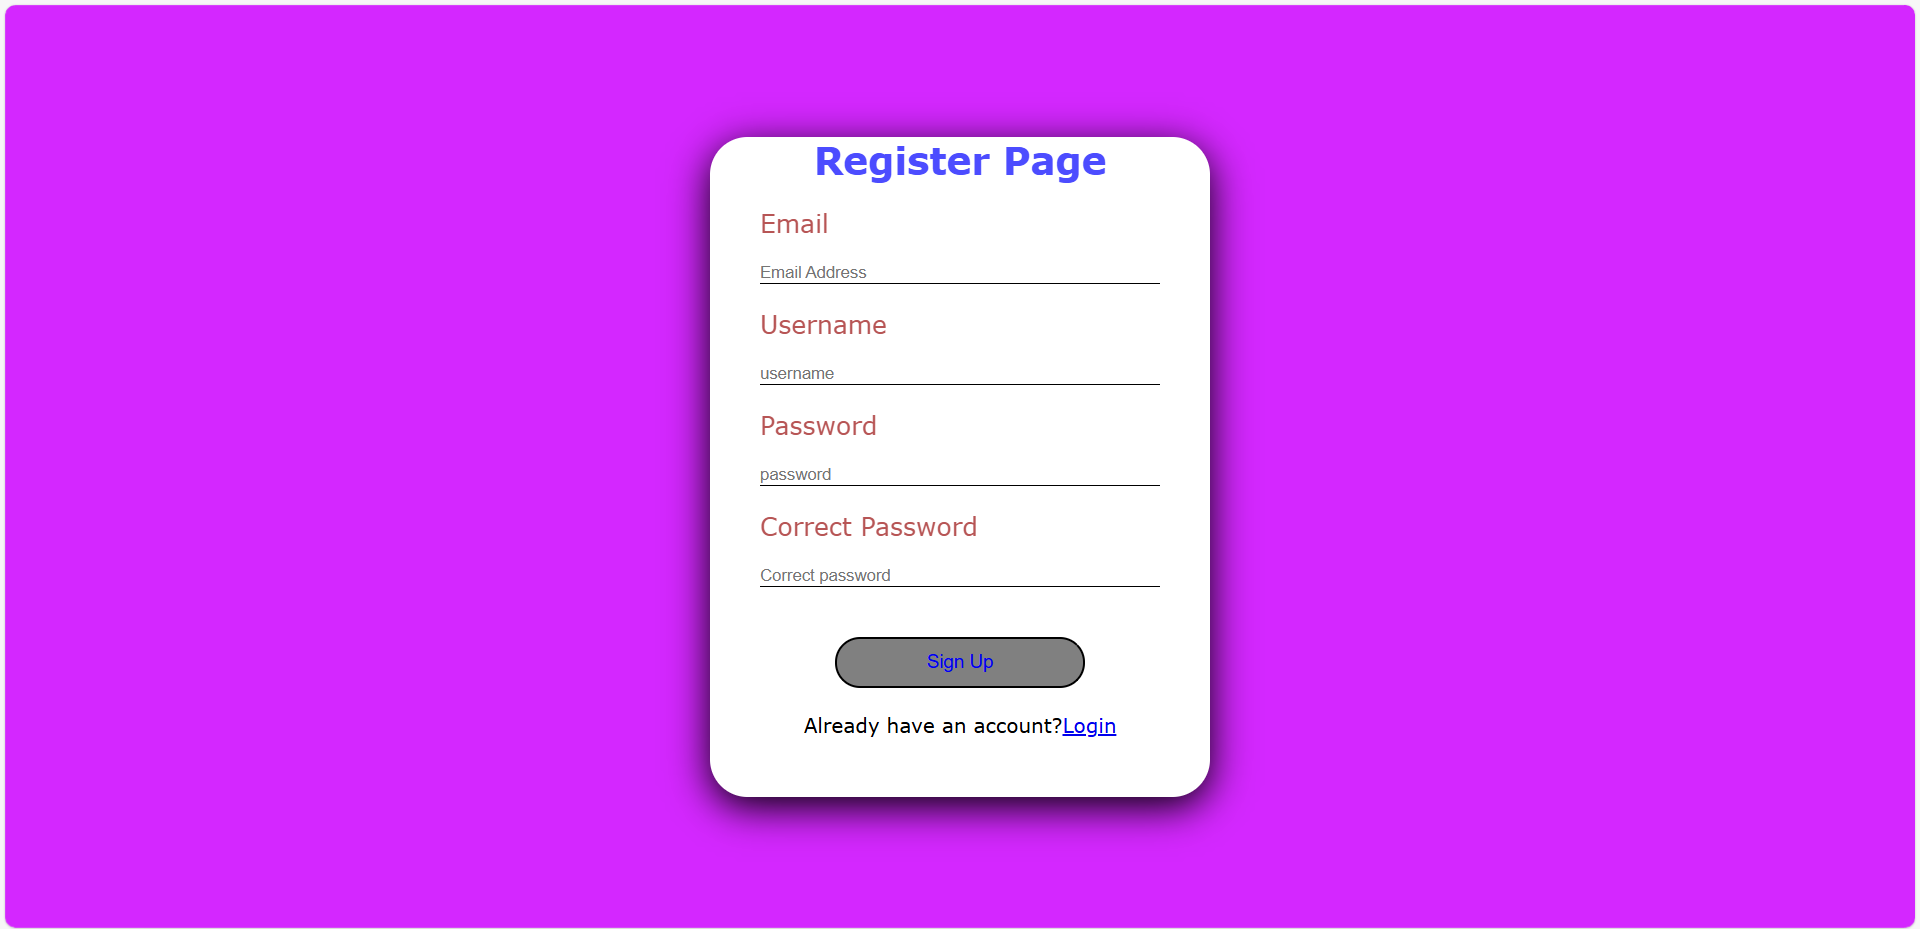 Register Page
Email
Email Address
Username
username
Password
password
Correct Password
Correct password
Sign Up
Already have an account?Login